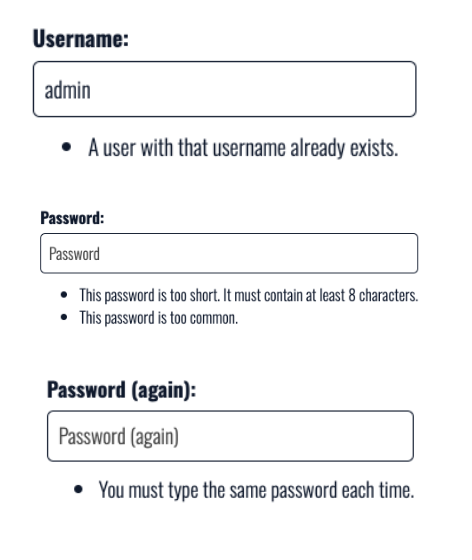 Username:
admin
• A user with that username already exists.
Password:
Password
• This password is too short. It must contain at least 8 characters.
• This password is too common.
Password (again):
Password (again)
• You must type the same password each time.